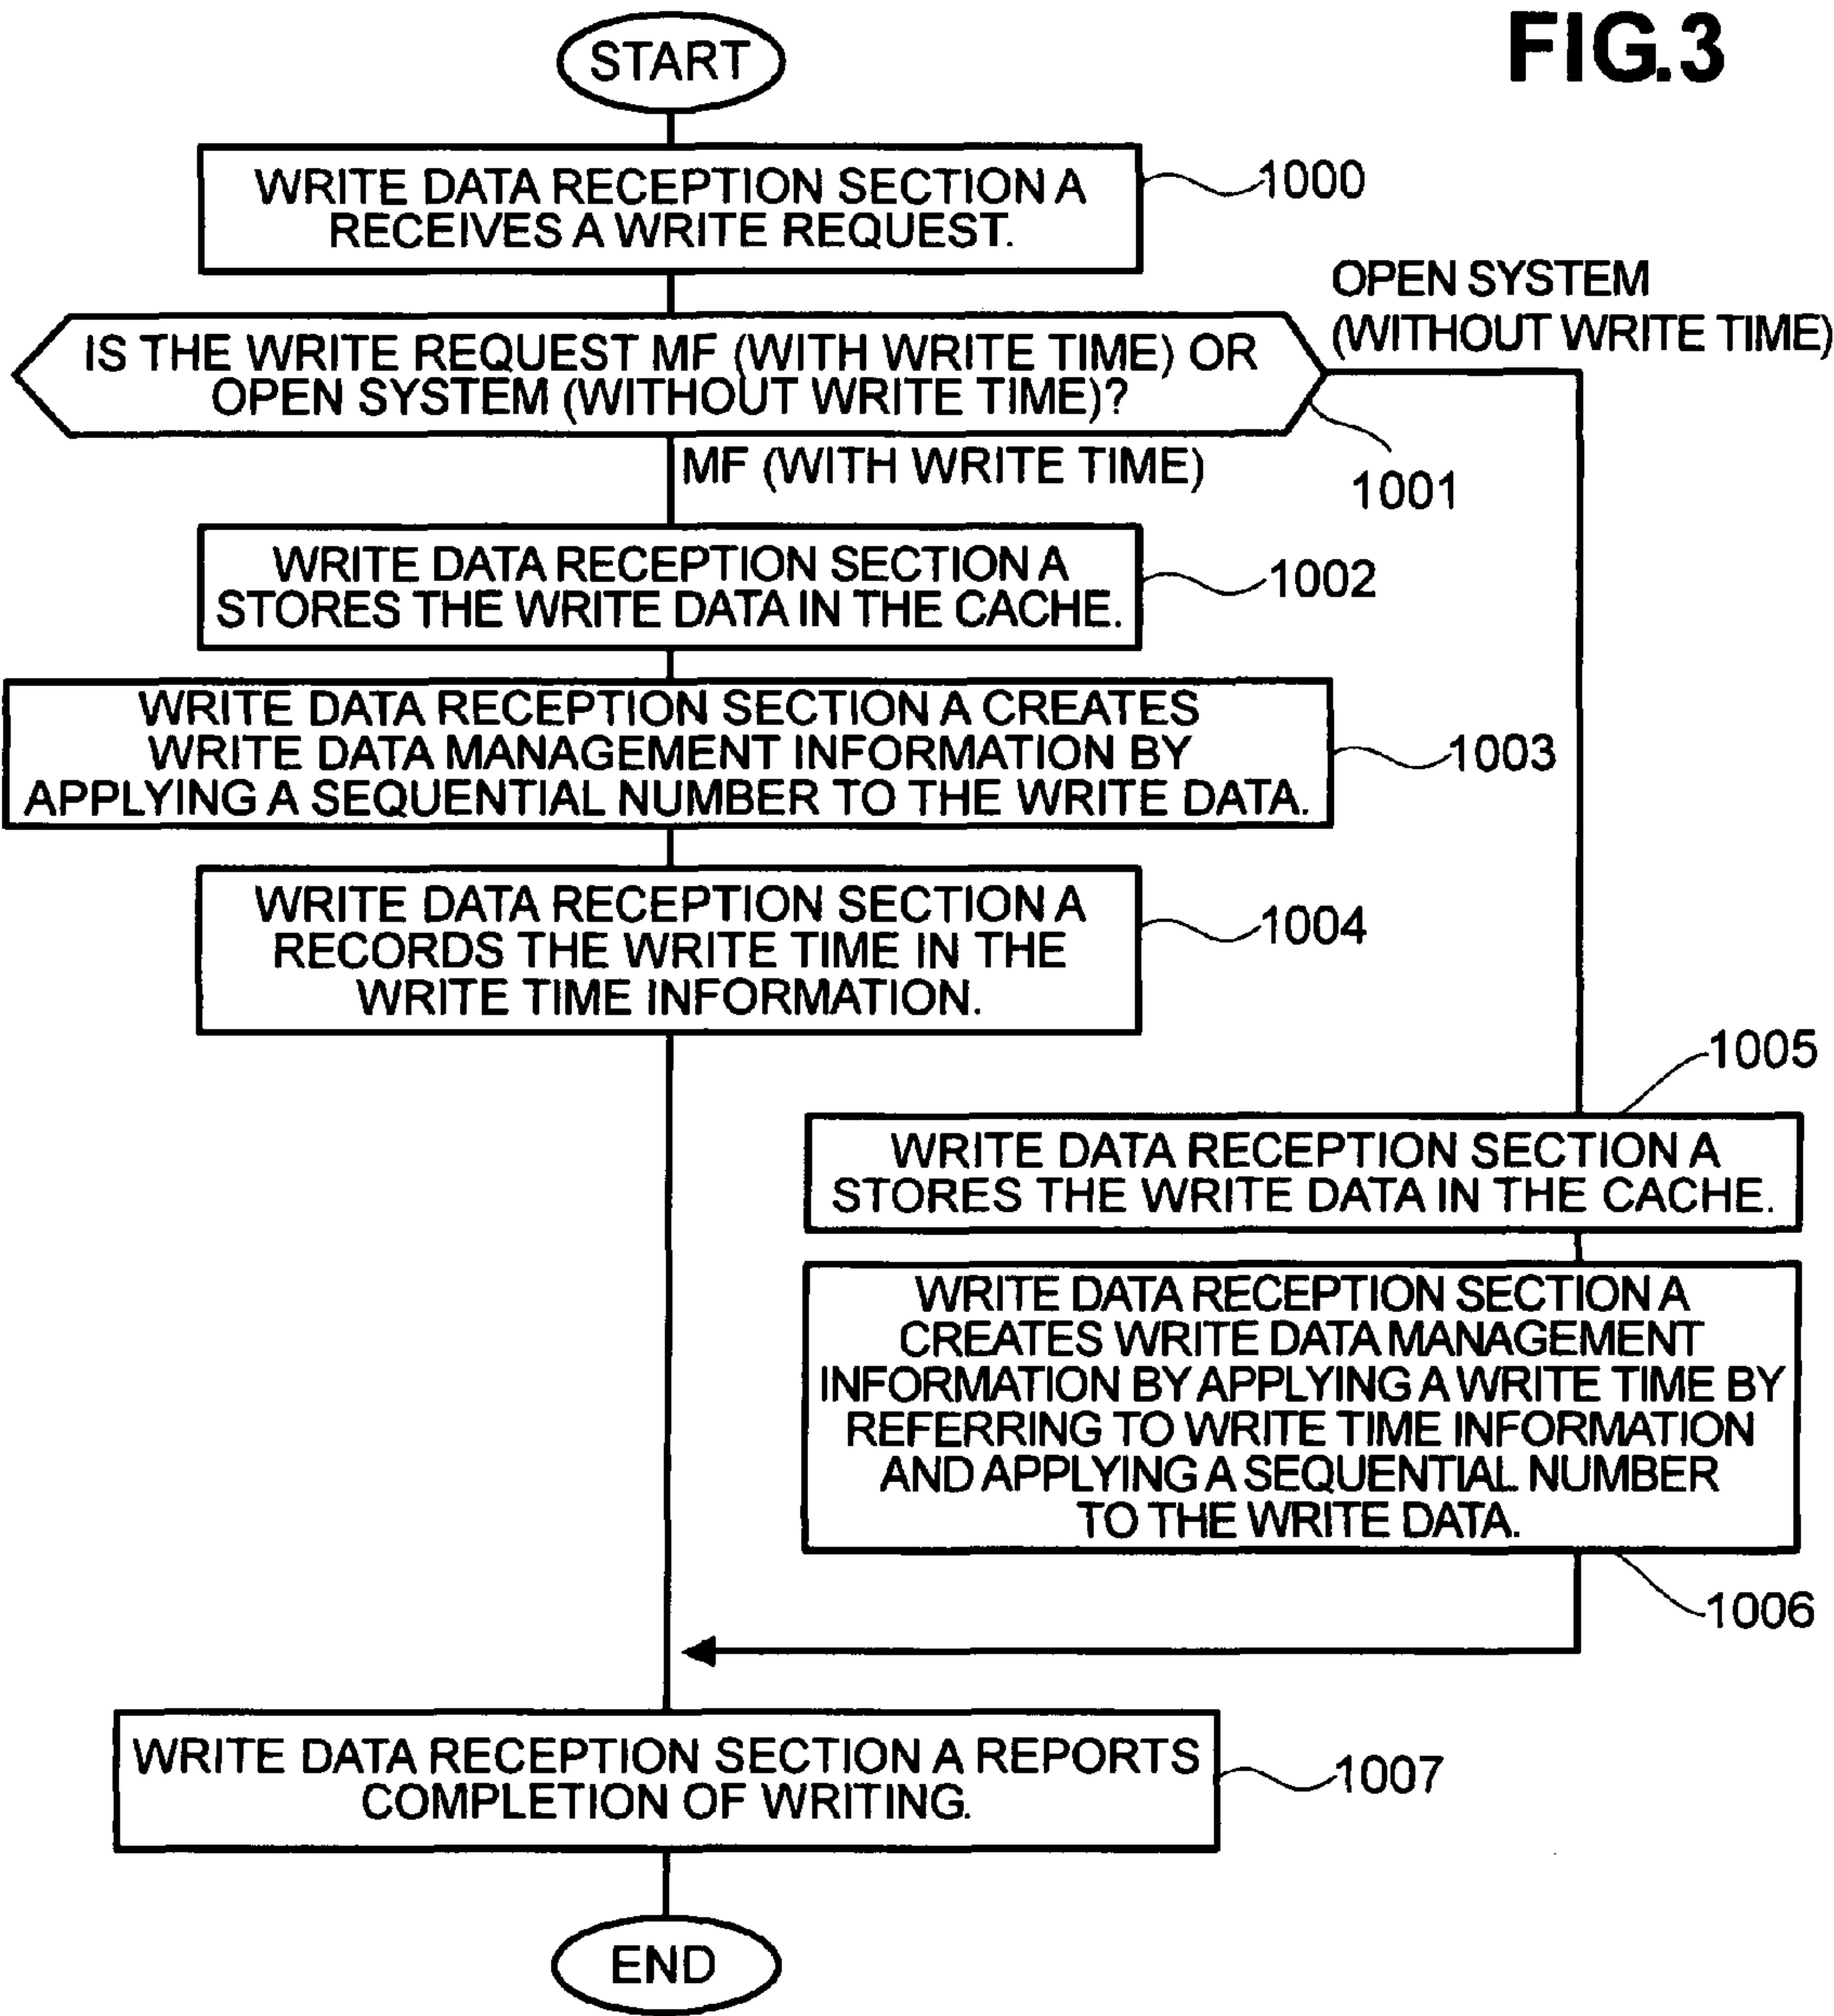 FIG.3
START
WRITE DATA RECEPTION SECTION A
RECEIVES A WRITE REQUEST.
1000
OPEN SYSTEM
(WITHOUT WRITE TIME)
IS THE WRITE REQUEST MF (WITH WRITE TIME) OR
OPEN SYSTEM (WITHOUT WRITE TIME)?
1001
MF (WITH WRITE TIME)
WRITE DATA RECEPTION SECTION A
STORES THE WRITE DATA IN THE CACHE.
1002
WRITE DATA RECEPTION SECTION A CREATES
WRITE DATA MANAGEMENT INFORMATION BY
APPLYING A SEQUENTIAL NUMBER TO THE WRITE DATA.
1003
WRITE DATA RECEPTION SECTION A
RECORDS THE WRITE TIME IN THE
WRITE TIME INFORMATION.
1004
1005
WRITE DATA RECEPTION SECTION A
STORES THE WRITE DATA IN THE CACHE.
WRITE DATA RECEPTION SECTION A
CREATES WRITE DATA MANAGEMENT
INFORMATION BY APPLYING A WRITE TIME BY
REFERRING TO WRITE TIME INFORMATION
AND APPLYING A SEQUENTIAL NUMBER
TO THE WRITE DATA.
1006
WRITE DATA RECEPTION SECTION A REPORTS
COMPLETION OF WRITING.
1007
END